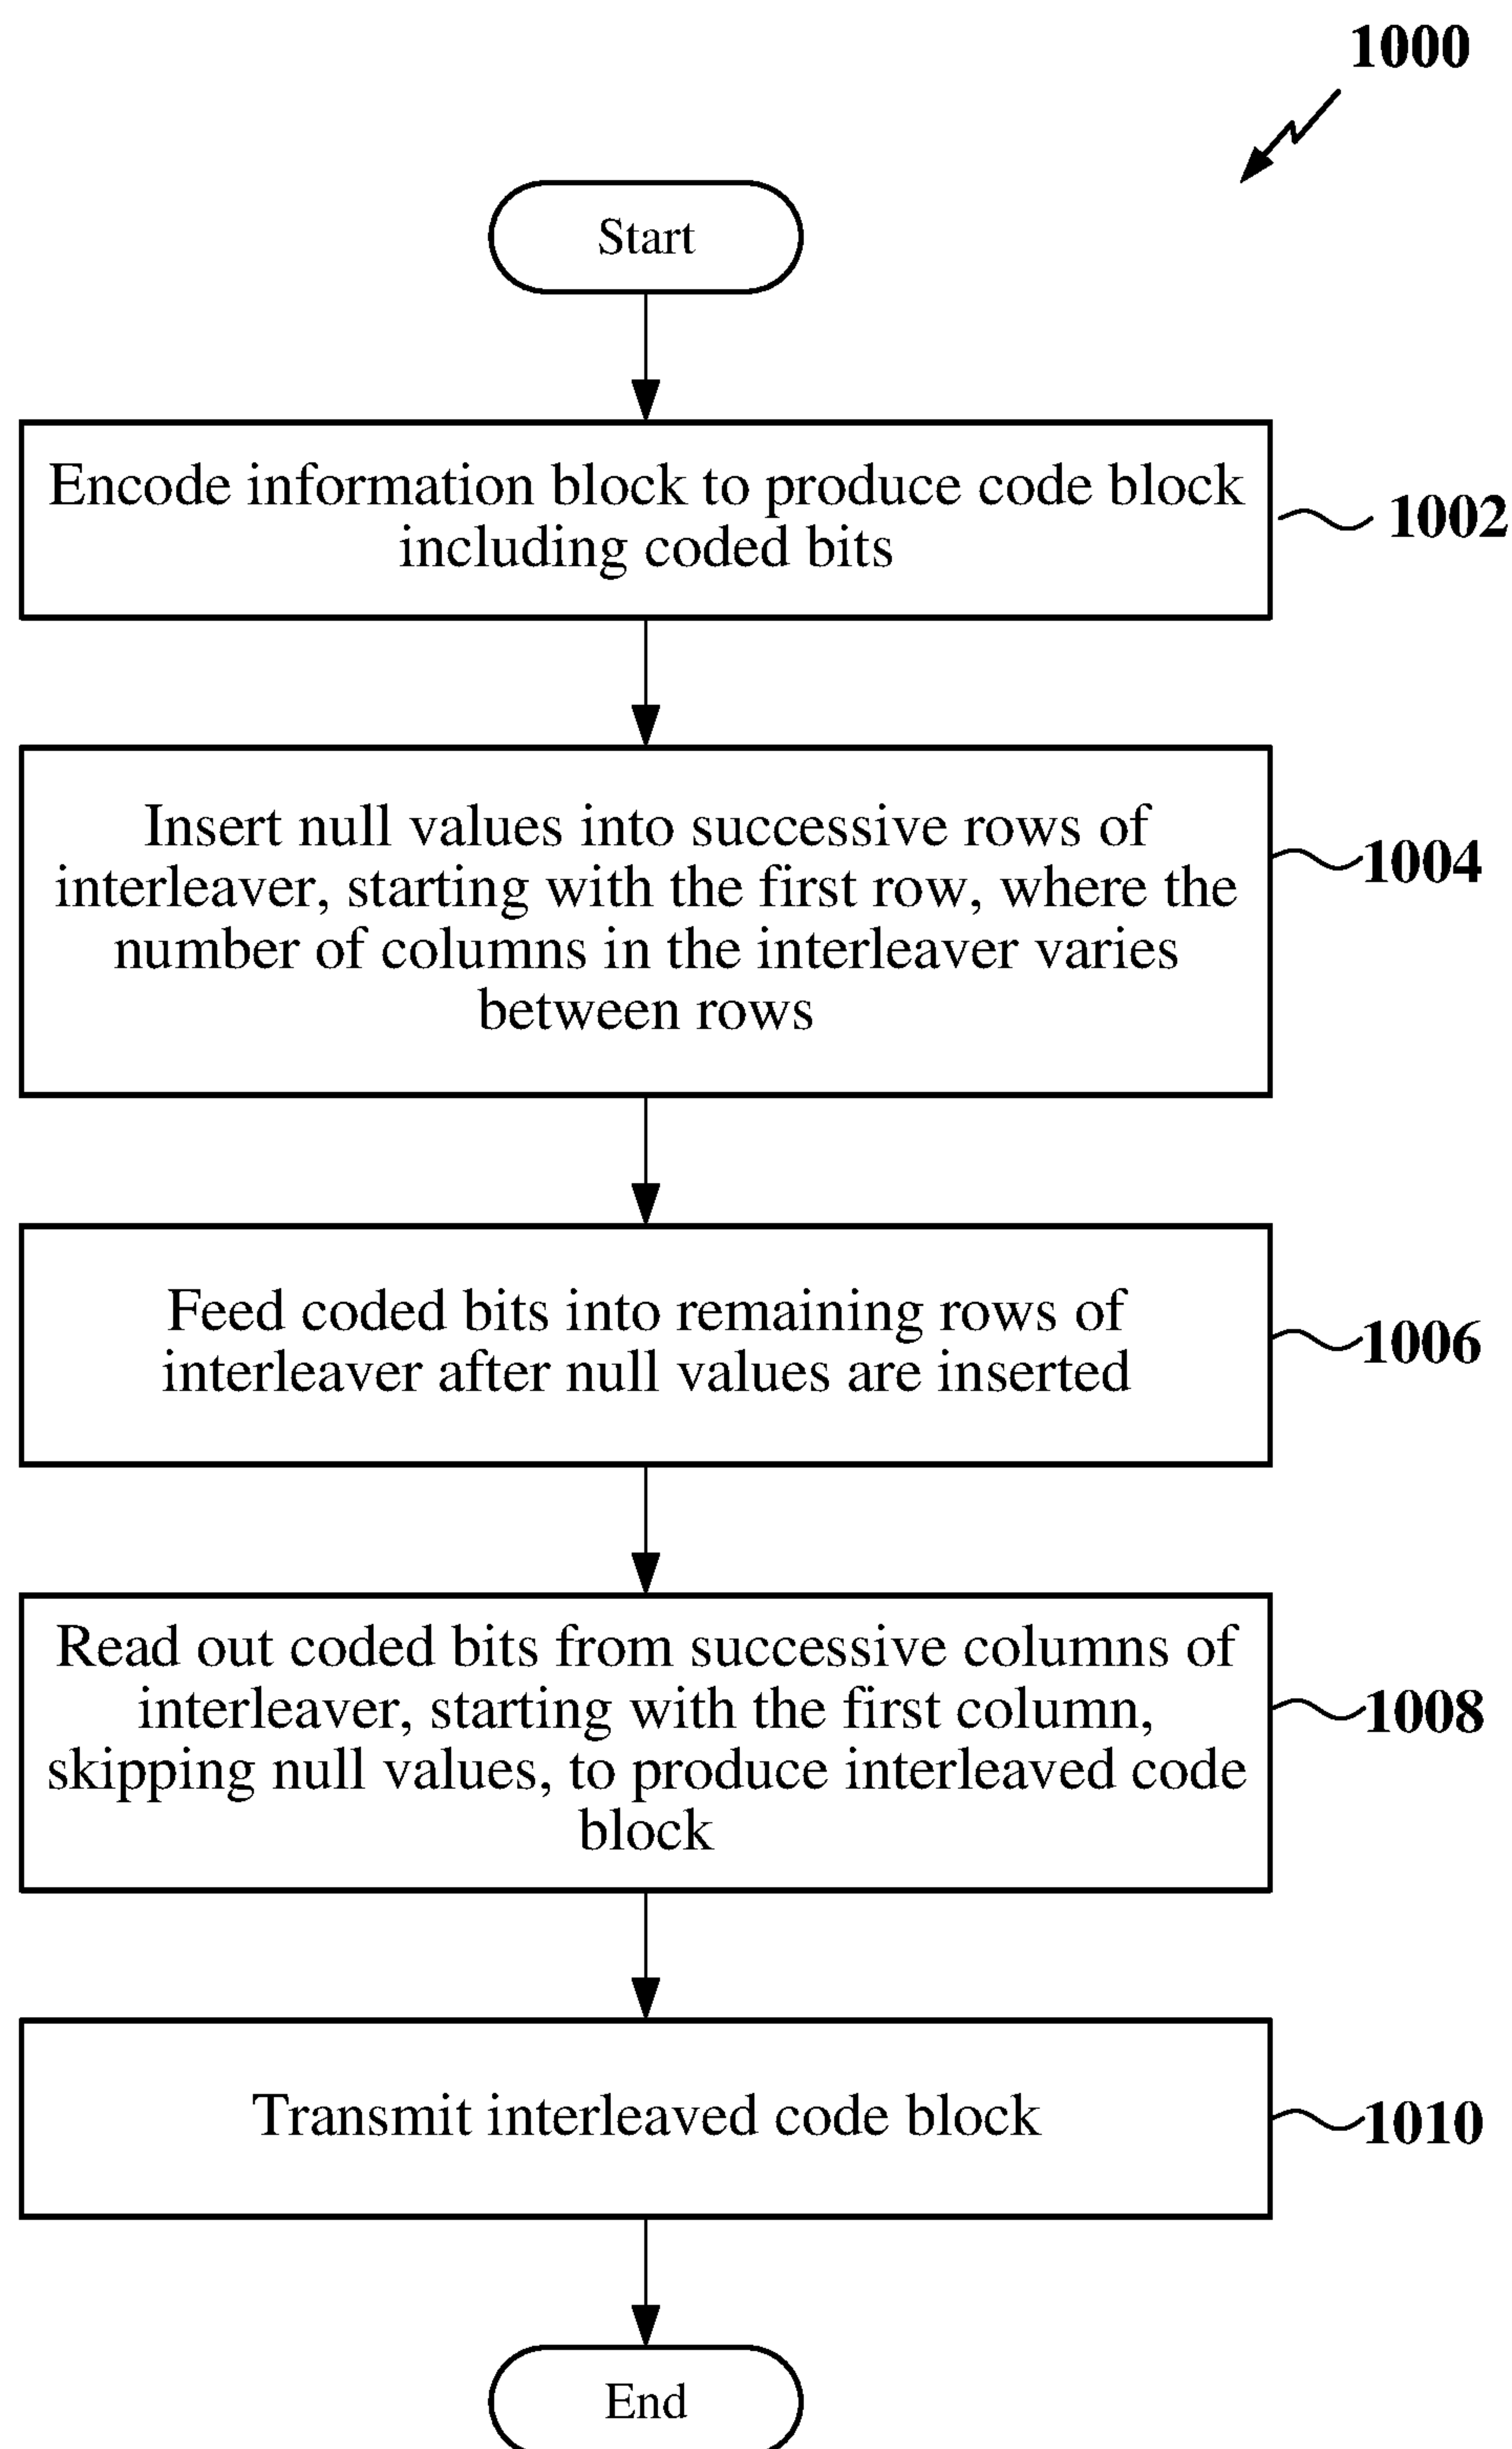 1000
Start
Encode information block to produce code block
including coded bits
1002
Insert null values into successive rows of
interleaver, starting with the first row, where the
number of columns in the interleaver varies
between rows
1004
Feed coded bits into remaining rows of
interleaver after null values are inserted
1006
Read out coded bits from successive columns of
interleaver, starting with the first column,
skipping null values, to produce interleaved code
block
1008
Transmit interleaved code block
1010
End